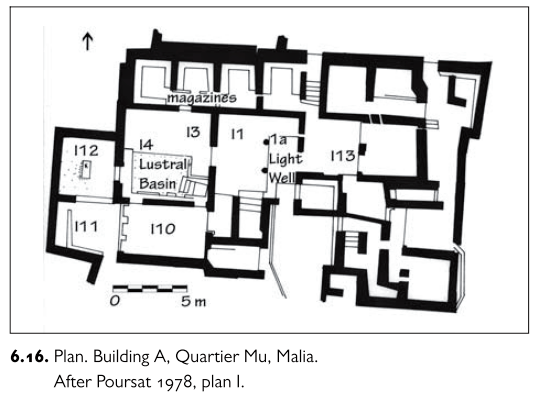 magazines
I12
I4
I3
I1
1a
Light
Well
I13
Lustral
Basin
I11
I10
0 5 m
6.16. Plan. Building A, Quartier Mu, Malia.
After Poursat 1978, plan I.